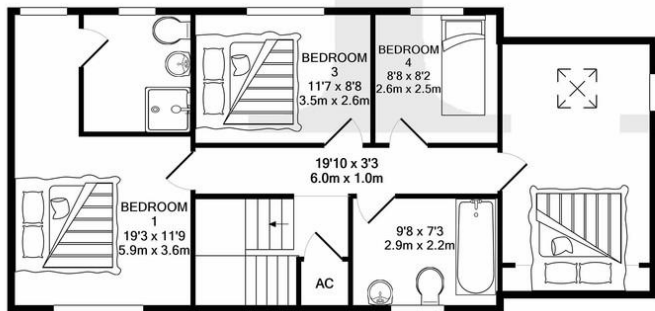 BEDROOM
3
11'7 x 8'8
3.5m x 2.6m
BEDROOM
4
8'8 x 8'2
2.6m x 2.5m
19'10 x 3'3
6.0m x 1.0m
BEDROOM
1
19'3 x 11'9
5.9m x 3.6m
9'8 x 7'3
2.9m x 2.2m
AC